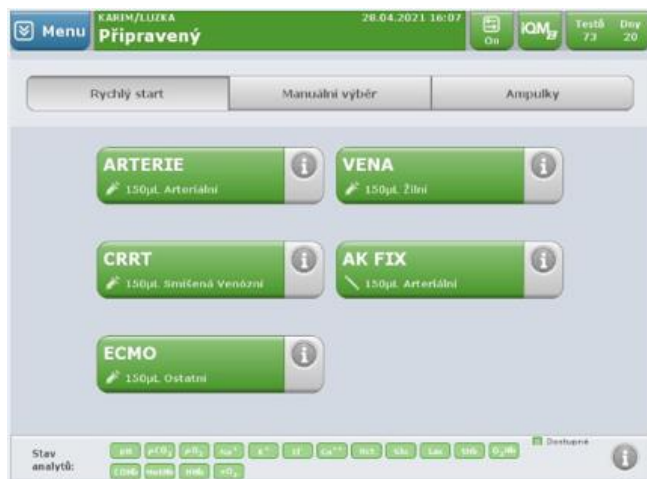 Menu
KARIM/LUZKA
28.04.2021 16:07
Připravený
On
iQM2
Testů
73
Dny
20
Rychlý start
Manuální výběr
Ampulky
ARTERIE
150µL Arteriální
VENA
150µL Žilní
CRRT
150µL Smíšená Venózní
AK FIX
150µL Arteriální
ECMO
150µL Ostatní
Dostupné
Stav
analytů:
pH pCO₂ pO₂ Na⁺ K⁺ Cl⁻ Ca⁺⁺ Hct Glu Lac tHb O₂Hb
COHb MetHb HHb sO₂